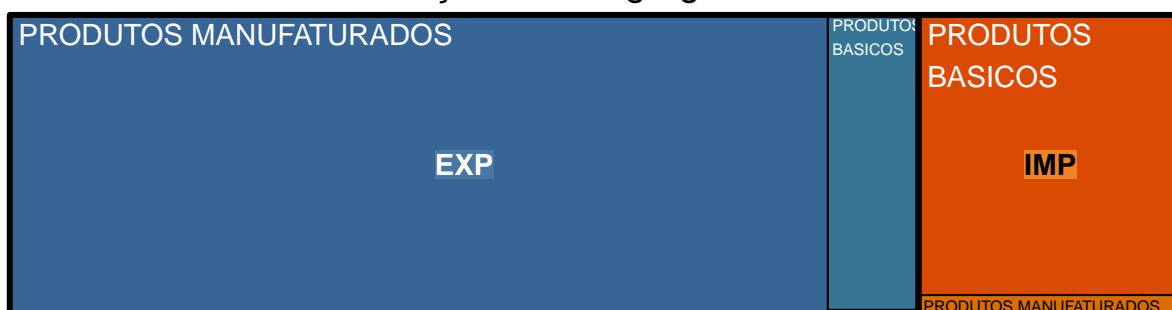 PRODUTOS MANUFATURADOS
EXP
PRODUTOS
BASICOS
PRODUTOS
BASICOS
IMP
PRODUTOS MANUFATURADOS